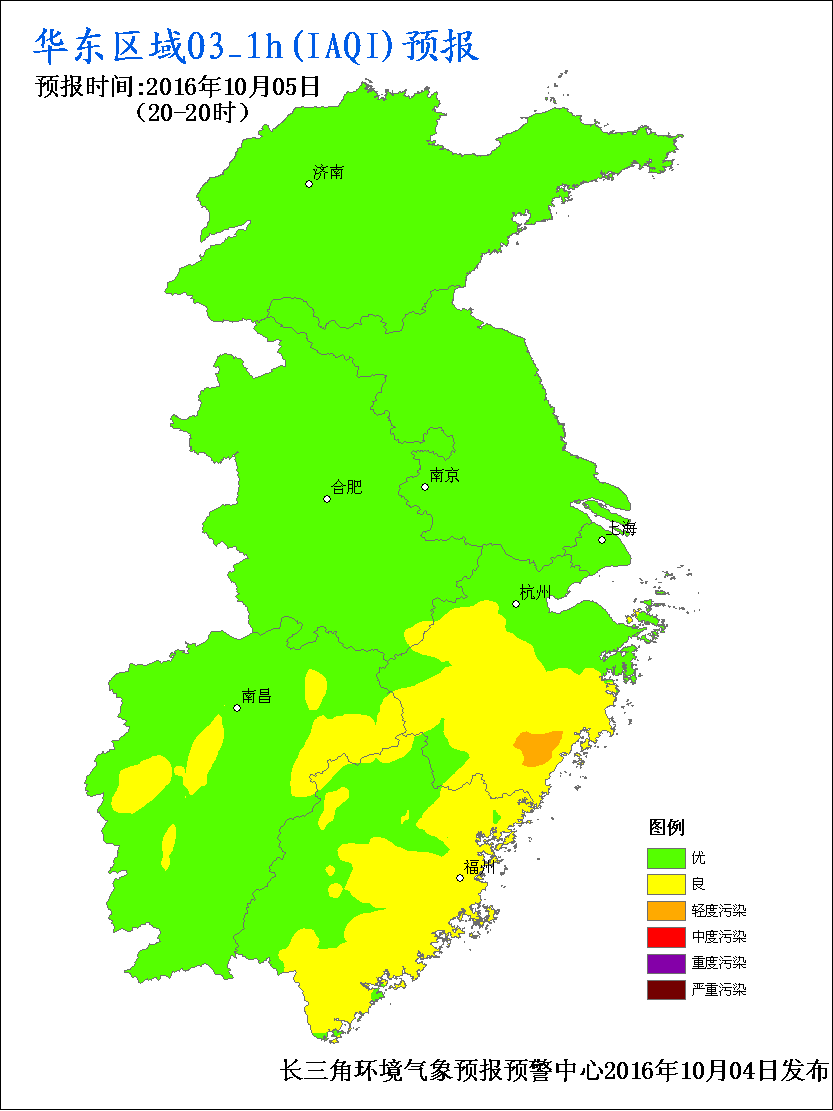 华东区域O3_1h(IAQI)预报
预报时间:2016年10月05日
（20-20时）
济南
南京
合肥
上海
杭州
南昌
福州
图例
优
良
轻度污染
中度污染
重度污染
严重污染
长三角环境气象预报预警中心2016年10月04日发布